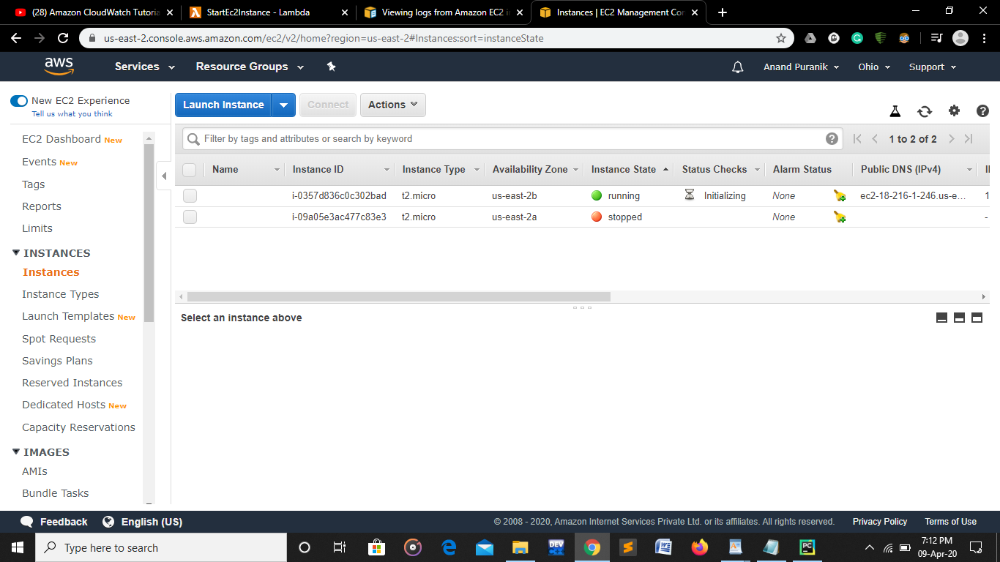 (28) Amazon CloudWatch Tutoria
StartEc2Instance - Lambda
Viewing logs from Amazon EC2 i
Instances | EC2 Management Co
us-east-2.console.aws.amazon.com/ec2/v2/home?region=us-east-2#Instances:sort=instanceState
aws Services Resource Groups Anand Puranik Ohio Support
New EC2 Experience
Tell us what you think
EC2 Dashboard New
Events New
Tags
Reports
Limits
INSTANCES
Instances
Instance Types
Launch Templates New
Spot Requests
Savings Plans
Reserved Instances
Dedicated Hosts New
Capacity Reservations
IMAGES
AMIs
Bundle Tasks
Launch Instance Connect Actions
Filter by tags and attributes or search by keyword 1 to 2 of 2
Name Instance ID Instance Type Availability Zone Instance State Status Checks Alarm Status Public DNS (IPv4)
i-0357d836c0c302bad t2.micro us-east-2b running Initializing None ec2-18-216-1-246.us-e... 1
i-09a05e3ac477c83e3 t2.micro us-east-2a stopped None -
Select an instance above
Feedback English (US) © 2008 - 2020, Amazon Internet Services Private Ltd. or its affiliates. All rights reserved. Privacy Policy Terms of Use
Type here to search
DEV
PC
7:12 PM
09-Apr-20